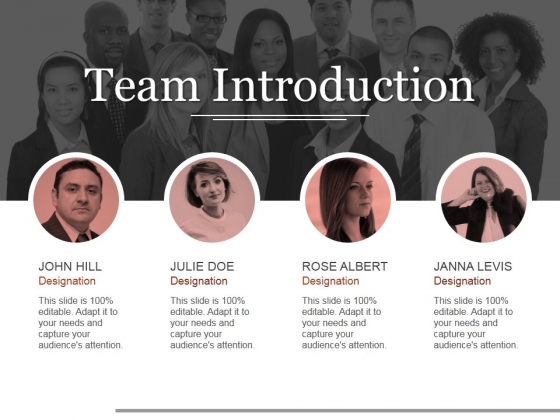 Team Introduction
JOHN HILL
Designation
This slide is 100%
editable. Adapt it to
your needs and
capture your
audience's attention.
JULIE DOE
Designation
This slide is 100%
editable. Adapt it to
your needs and
capture your
audience's attention.
ROSE ALBERT
Designation
This slide is 100%
editable. Adapt it to
your needs and
capture your
audience's attention.
JANNA LEVIS
Designation
This slide is 100%
editable. Adapt it to
your needs and
capture your
audience's attention.